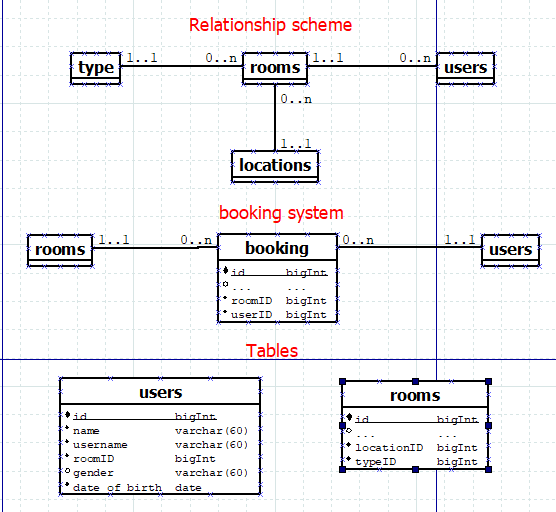 Relationship scheme
type 1..1 0..n rooms 1..1 0..n users
0..n
1..1
locations
booking system
rooms 1..1 0..n booking 0..n 1..1 users
id bigInt
... ...
roomID bigInt
userID bigInt
Tables
users
id bigInt
name varchar(60)
username varchar(60)
roomID bigInt
gender varchar(60)
date of birth date
rooms
id bigInt
... ...
locationID bigInt
typeID bigInt